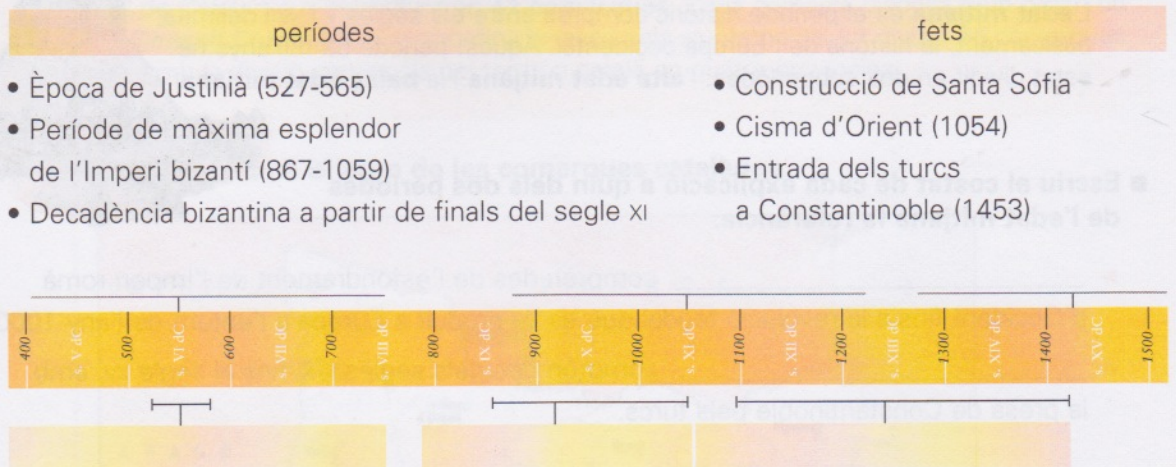 períodes
• Època de Justinià (527-565)
• Període de màxima esplendor
de l'Imperi bizantí (867-1059)
• Decadència bizantina a partir de finals del segle XI
fets
• Construcció de Santa Sofia
• Cisma d'Orient (1054)
• Entrada dels turcs
a Constantinoble (1453)
400 s. V dC 500 s. VI dC 600 s. VII dC 700 s. VIII dC 800 s. IX dC 900 s. X dC 1000 s. XI dC 1100 s. XII dC 1200 s. XIII dC 1300 s. XIV dC 1400 s. XV dC 1500